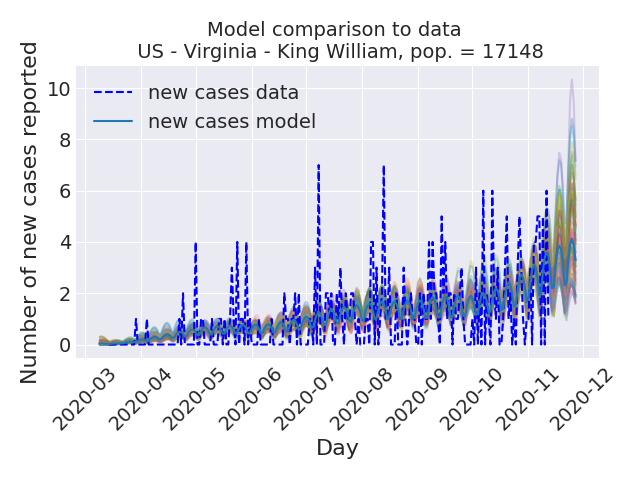 Model comparison to data
US - Virginia - King William, pop. = 17148
Number of new cases reported
10
8
6
4
2
0
new cases data
new cases model
2020-03
2020-04
2020-05
2020-06
2020-07
2020-08
2020-09
2020-10
2020-11
2020-12
Day